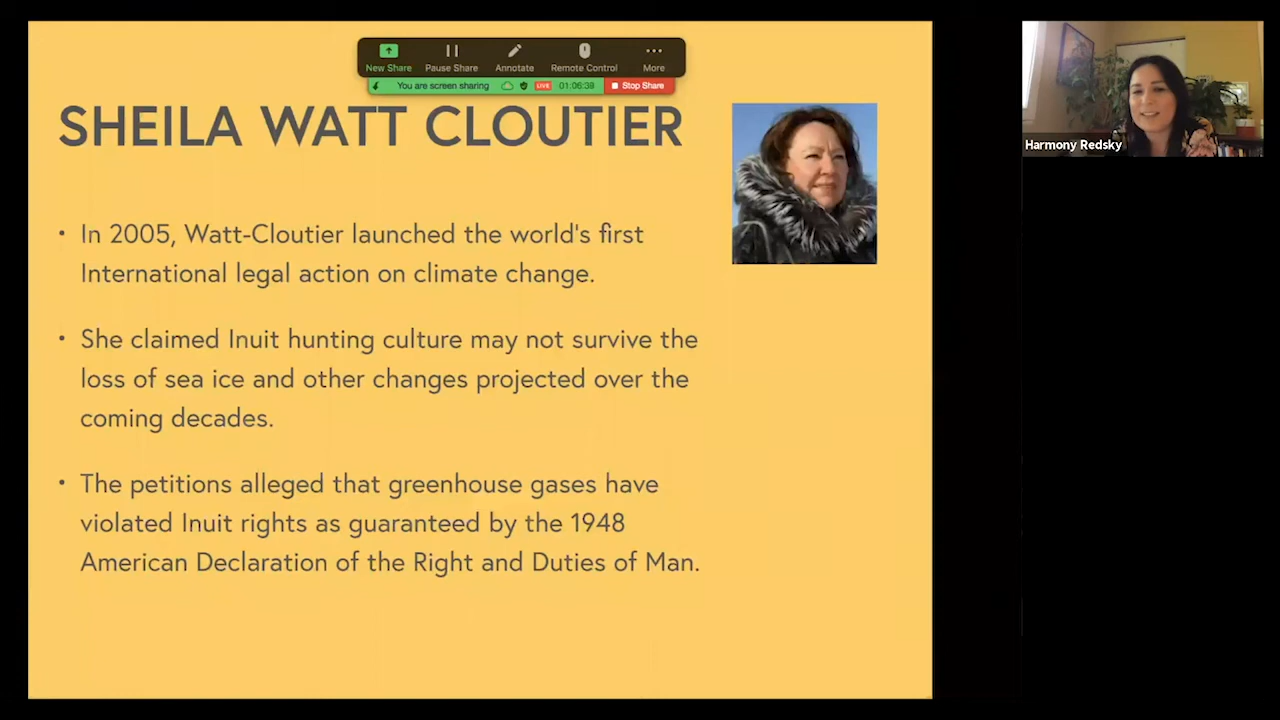 New Share
Pause Share
Annotate
Remote Control
More
You are screen sharing
LIVE
01:06:39
Stop Share
SHEILA WATT CLOUTIER
• In 2005, Watt-Cloutier launched the world's first
International legal action on climate change.
• She claimed Inuit hunting culture may not survive the
loss of sea ice and other changes projected over the
coming decades.
• The petitions alleged that greenhouse gases have
violated Inuit rights as guaranteed by the 1948
American Declaration of the Right and Duties of Man.
Harmony Redsky